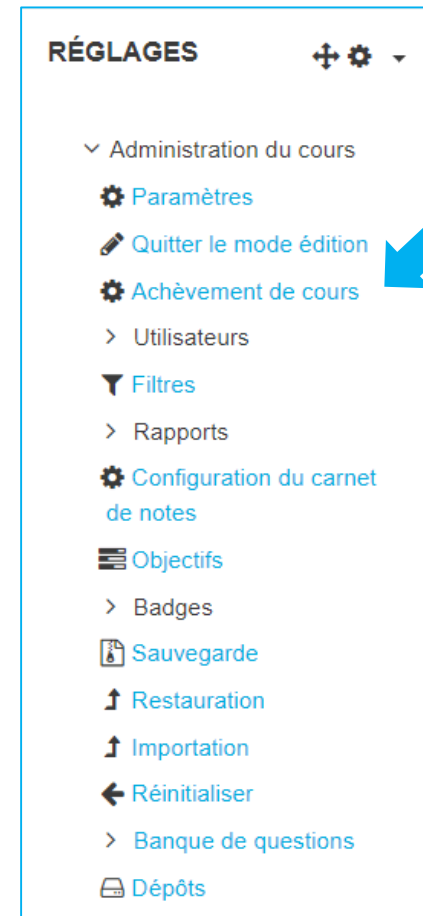 RÉGLAGES
Administration du cours
Paramètres
Quitter le mode édition
Achèvement de cours
Utilisateurs
Filtres
Rapports
Configuration du carnet
de notes
Objectifs
Badges
Sauvegarde
Restauration
Importation
Réinitialiser
Banque de questions
Dépôts